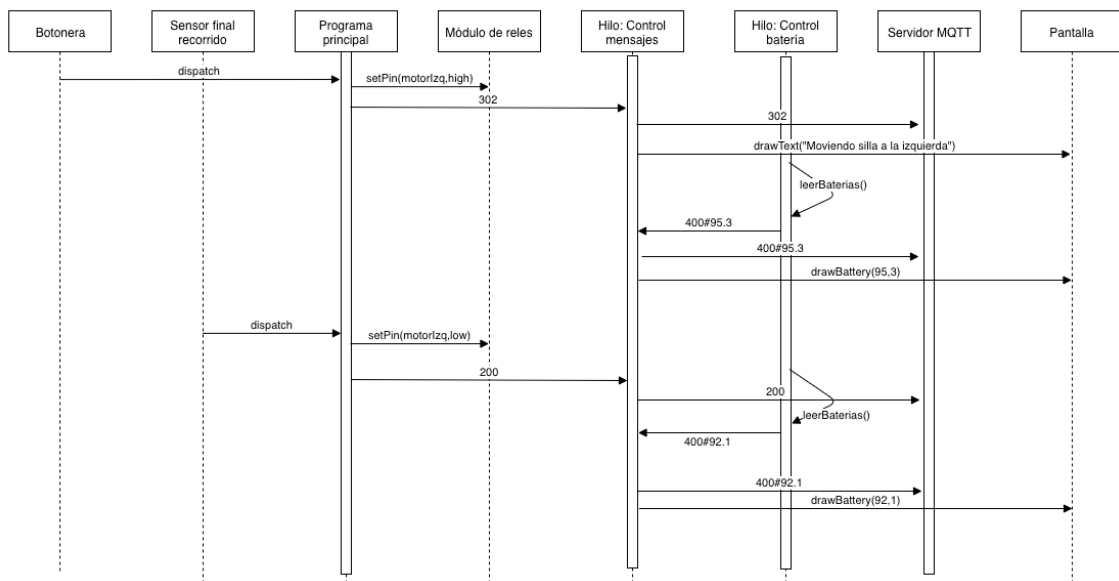 Botonera
Sensor final
recorrido
Programa
principal
Módulo de reles
Hilo: Control
mensajes
Hilo: Control
batería
Servidor MQTT
Pantalla
dispatch
setPin(motorIzq,high)
302
302
drawText("Moviendo silla a la izquierda")
leerBaterias()
400#95.3
400#95.3
drawBattery(95,3)
dispatch
setPin(motorIzq,low)
200
200
leerBaterias()
400#92.1
400#92.1
drawBattery(92,1)